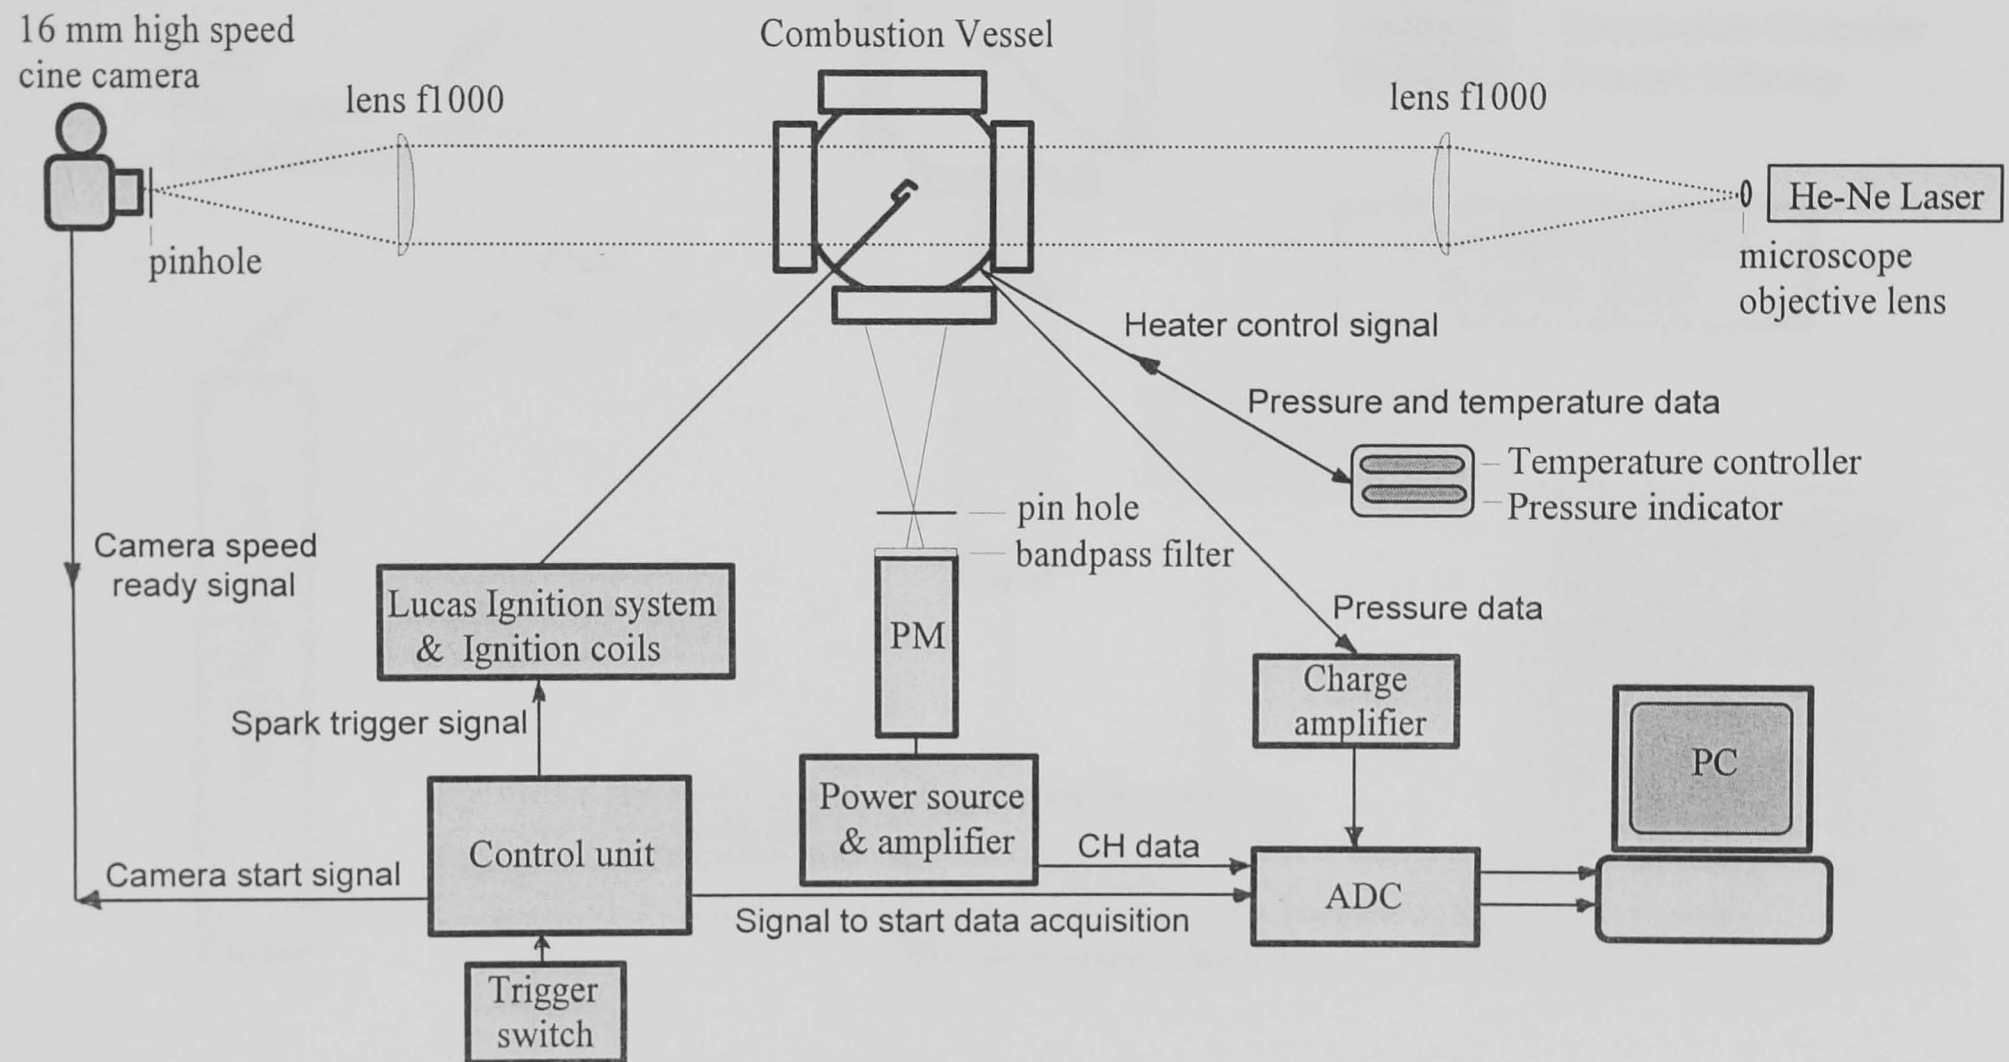 16 mm high speed
cine camera
Combustion Vessel
lens f1000
lens f1000
He-Ne Laser
pinhole
microscope
objective lens
Heater control signal
Pressure and temperature data
Temperature controller
Pressure indicator
pin hole
bandpass filter
Camera speed
ready signal
Lucas Ignition system
& Ignition coils
PM
Pressure data
Charge
amplifier
Spark trigger signal
PC
Power source
& amplifier
Control unit
CH data
Camera start signal
ADC
Signal to start data acquisition
Trigger
switch